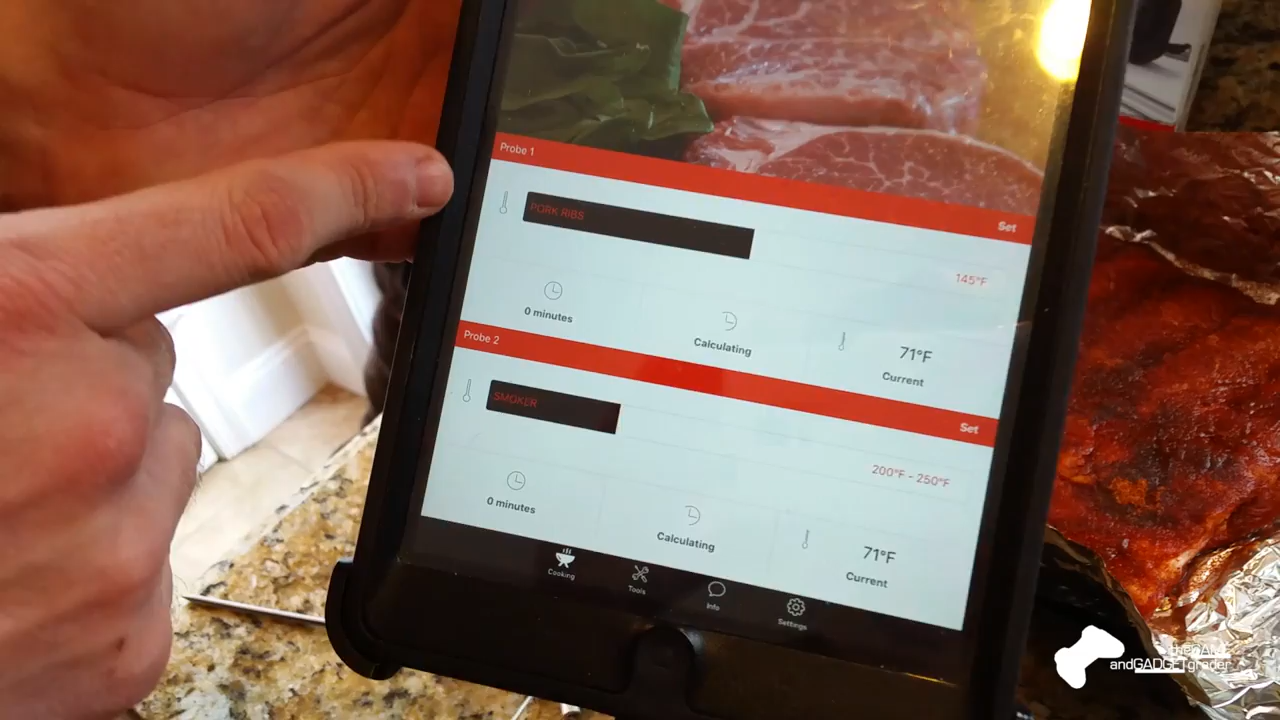 Probe 1
Set
PORK RIBS
145°F
0 minutes
Calculating
71°F
Current
Probe 2
Set
SMOKER
200°F - 250°F
0 minutes
Calculating
71°F
Current
Cooking
Tools
Info
Settings
theGAME
andGADGETgrader